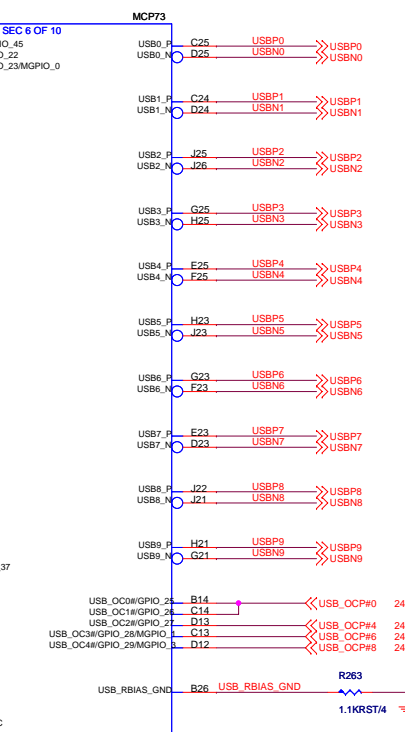 MCP73
SEC 6 OF 10
IO_45
O_22
O_23/MGPIO_0
USB0_P C25 USBP0 USBP0
USB0_N D25 USBN0 USBN0
USB1_P C24 USBP1 USBP1
USB1_N D24 USBN1 USBN1
USB2_P J25 USBP2 USBP2
USB2_N J26 USBN2 USBN2
USB3_P G25 USBP3 USBP3
USB3_N H25 USBN3 USBN3
USB4_P E25 USBP4 USBP4
USB4_N F25 USBN4 USBN4
USB5_P H23 USBP5 USBP5
USB5_N J23 USBN5 USBN5
USB6_P G23 USBP6 USBP6
USB6_N F23 USBN6 USBN6
USB7_P E23 USBP7 USBP7
USB7_N D23 USBN7 USBN7
USB8_P J22 USBP8 USBP8
USB8_N J21 USBN8 USBN8
USB9_P H21 USBP9 USBP9
USB9_N G21 USBN9 USBN9
_37
USB_OC0#/GPIO_25 B14 USB_OCP#0 24
USB_OC1#/GPIO_26 C14
USB_OC2#/GPIO_27 D13 USB_OCP#4 24
USB_OC3#/GPIO_28/MGPIO_1 C13 USB_OCP#6 24
USB_OC4#/GPIO_29/MGPIO_3 D12 USB_OCP#8 24
R263
USB_RBIAS_GND B26 USB_RBIAS_GND
1.1KRST/4
C